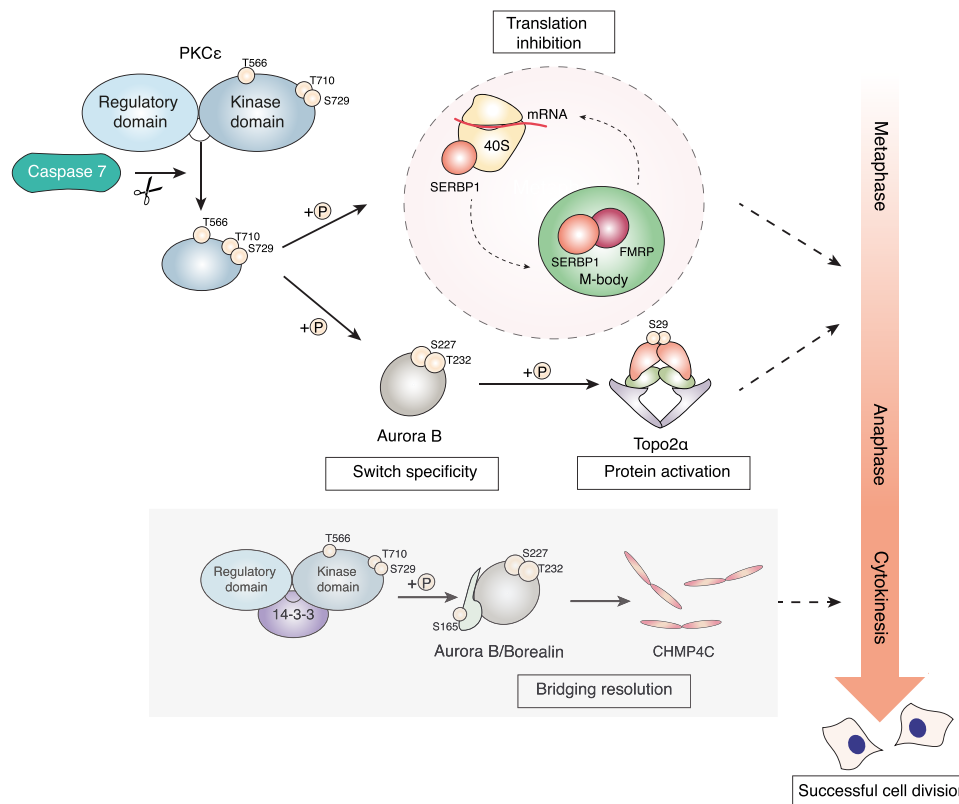 Translation
inhibition
PKCε
T566
T710
S729
Regulatory
domain
Kinase
domain
Caspase 7
T566
T710
S729
+P
+P
mRNA
40S
SERBP1
SERBP1
FMRP
M-body
S227
T232
Aurora B
Switch specificity
+P
S29
Topo2α
Protein activation
T566
T710
S729
Regulatory
domain
Kinase
domain
14-3-3
+P
S227
T232
S165
Aurora B/Borealin
CHMP4C
Bridging resolution
Metaphase
Anaphase
Cytokinesis
Successful cell division